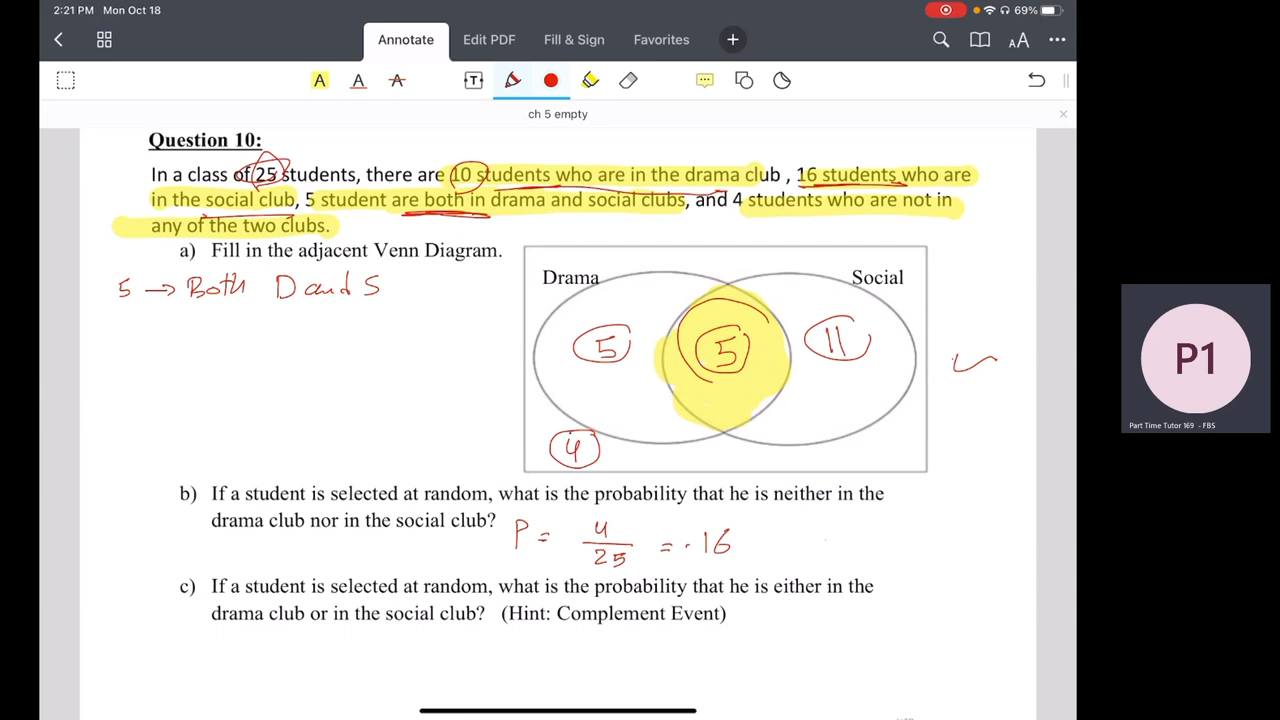 2:21 PM Mon Oct 18
69%
Annotate Edit PDF Fill & Sign Favorites
A A A T
ch 5 empty
Question 10:
In a class of 25 students, there are 10 students who are in the drama club , 16 students who are
in the social club, 5 student are both in drama and social clubs, and 4 students who are not in
any of the two clubs.
a) Fill in the adjacent Venn Diagram.
5 → Both D and S
Drama Social
5 5 11
4
b) If a student is selected at random, what is the probability that he is neither in the
drama club nor in the social club?
P = 4/25 = .16
c) If a student is selected at random, what is the probability that he is either in the
drama club or in the social club? (Hint: Complement Event)
P1
Part Time Tutor 169 - FBS